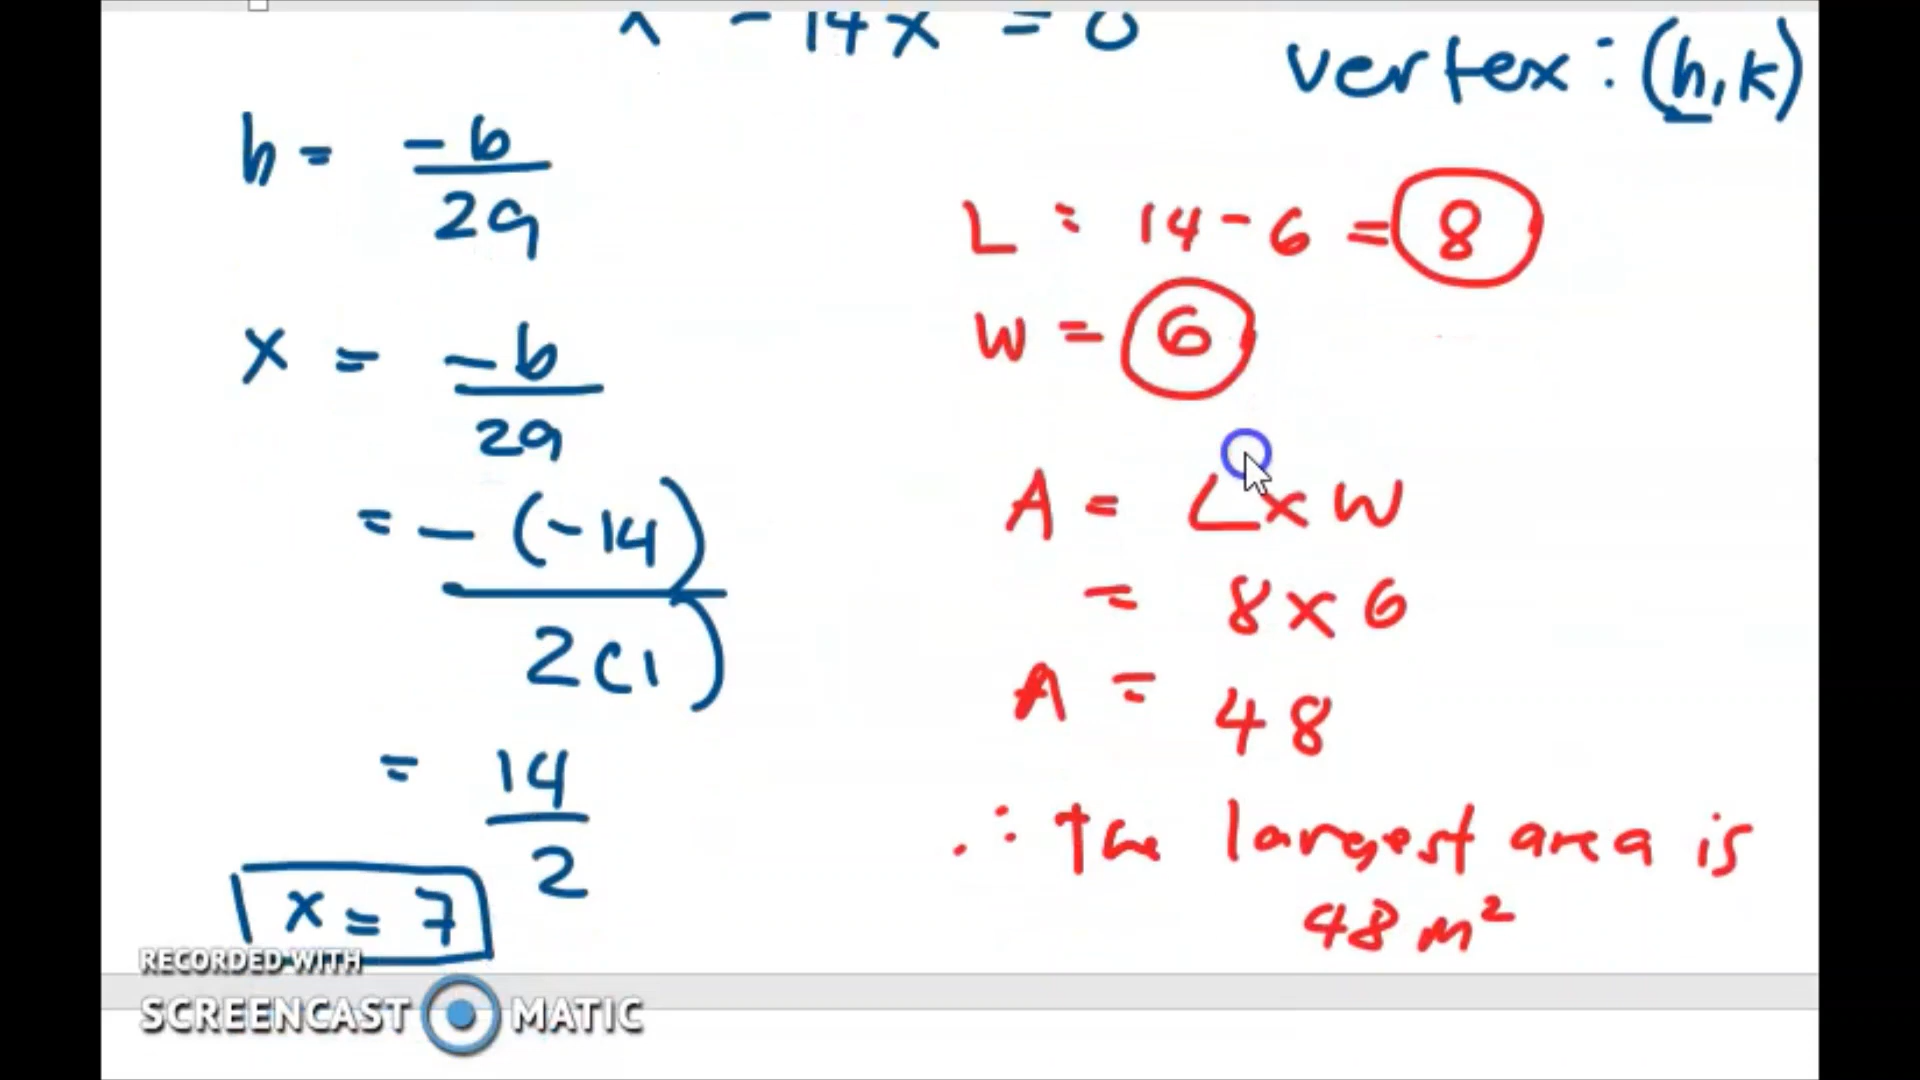 x - 14x = 0
vertex : (h, k)
h = -b
2a
x = -b
2a
= - (-14)
2(1)
= 14
2
x = 7
L = 14 - 6 = 8
W = 6
A = L x W
= 8 x 6
A = 48
∴ the largest area is
48 m²
RECORDED WITH
SCREENCAST MATIC